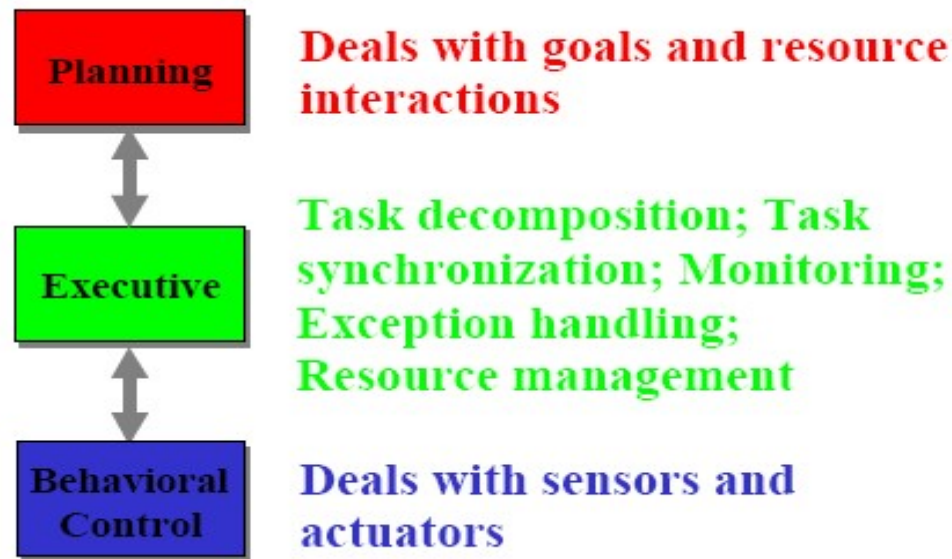 Planning
Deals with goals and resource
interactions
Executive
Task decomposition; Task
synchronization; Monitoring;
Exception handling;
Resource management
Behavioral
Control
Deals with sensors and
actuators